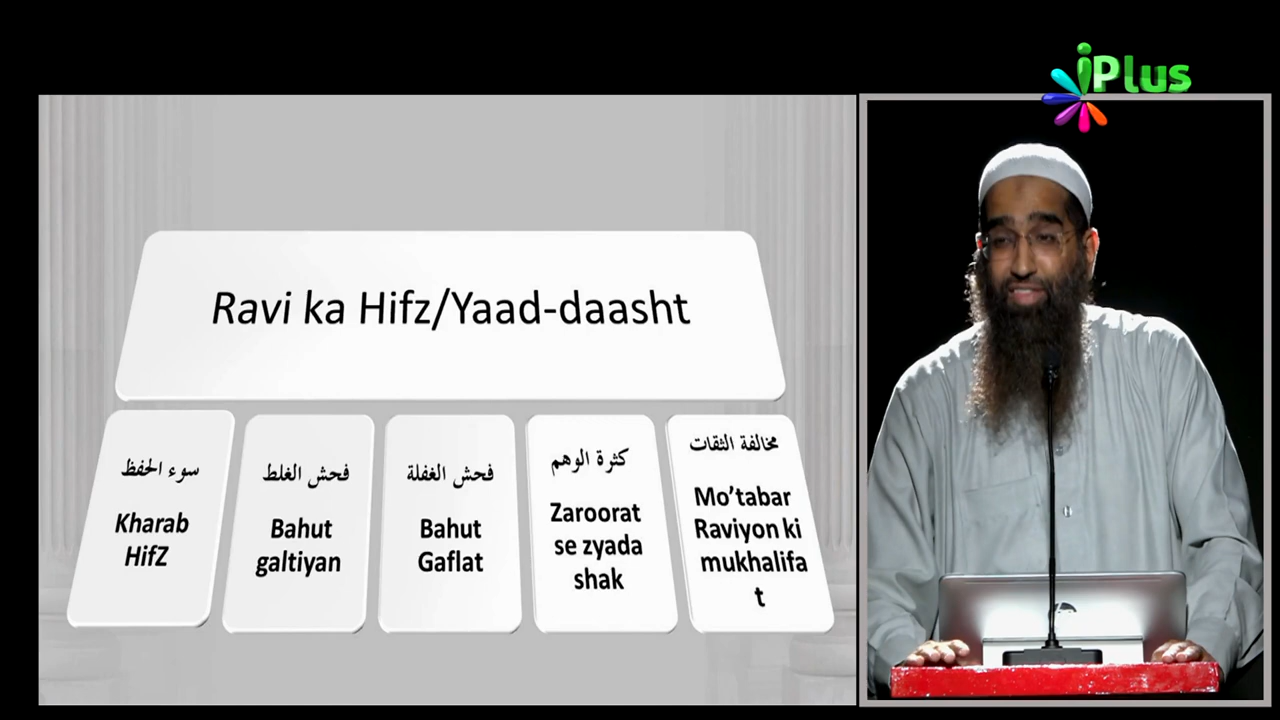 iPlus
Ravi ka Hifz/Yaad-daasht
سوء الحفظ
Kharab
HifZ
فحش الغلط
Bahut
galtiyan
فحش الغفلة
Bahut
Gaflat
كثرة الوهم
Zaroorat
se zyada
shak
مخالفة الثقات
Mo’tabar
Raviyon ki
mukhalifa
t
hp